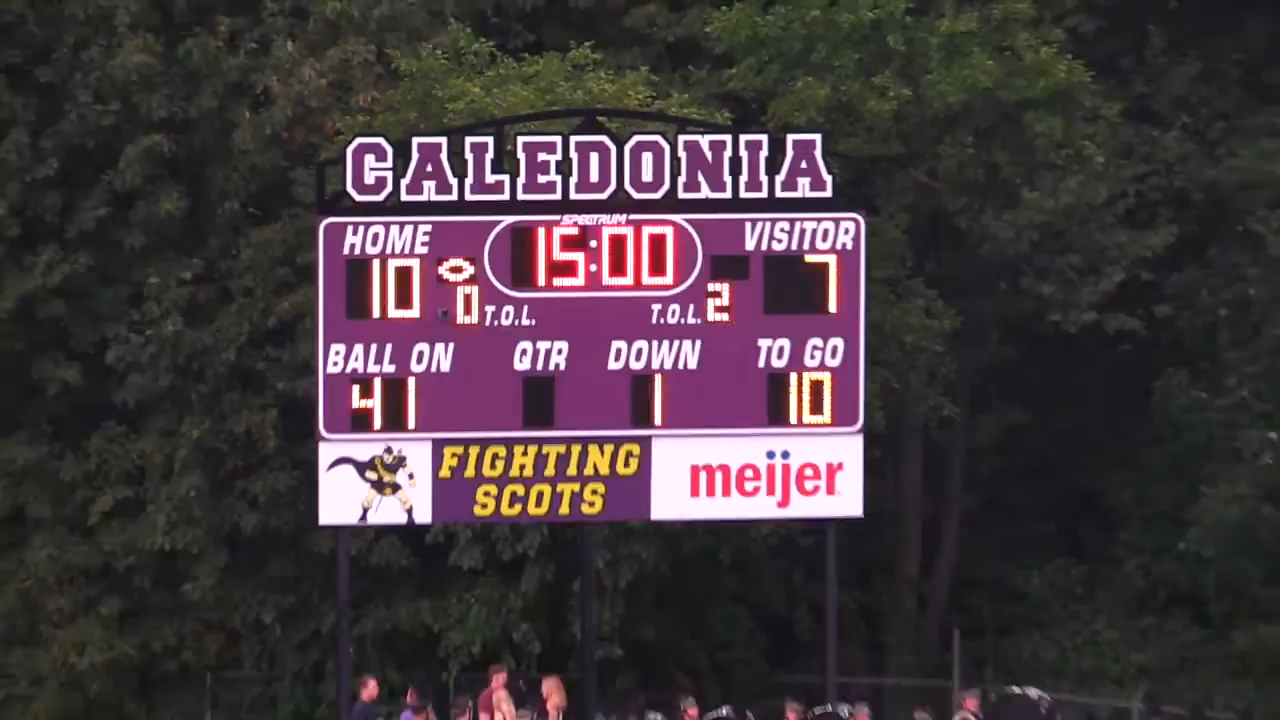 CALEDONIA
SPECTRUM
HOME 15:00 VISITOR
10 7
0 T.O.L. T.O.L. 2
BALL ON QTR DOWN TO GO
41 1 10
FIGHTING
SCOTS
meijer